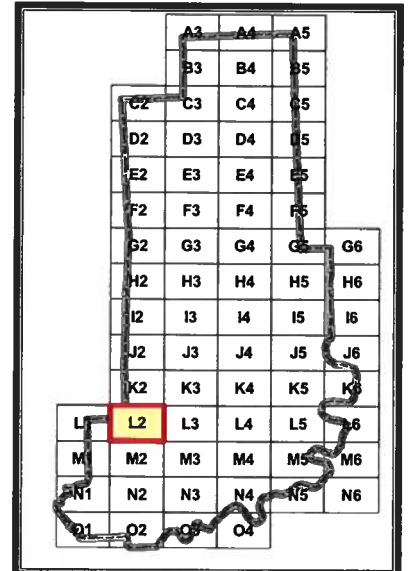 A3 A4 A5
B3 B4 B5
C2 C3 C4 C5
D2 D3 D4 D5
E2 E3 E4 E5
F2 F3 F4 F5
G2 G3 G4 G5 G6
H2 H3 H4 H5 H6
I2 I3 I4 I5 I6
J2 J3 J4 J5 J6
K2 K3 K4 K5 K6
L1 L2 L3 L4 L5 L6
M1 M2 M3 M4 M5 M6
N1 N2 N3 N4 N5 N6
O1 O2 O3 O4